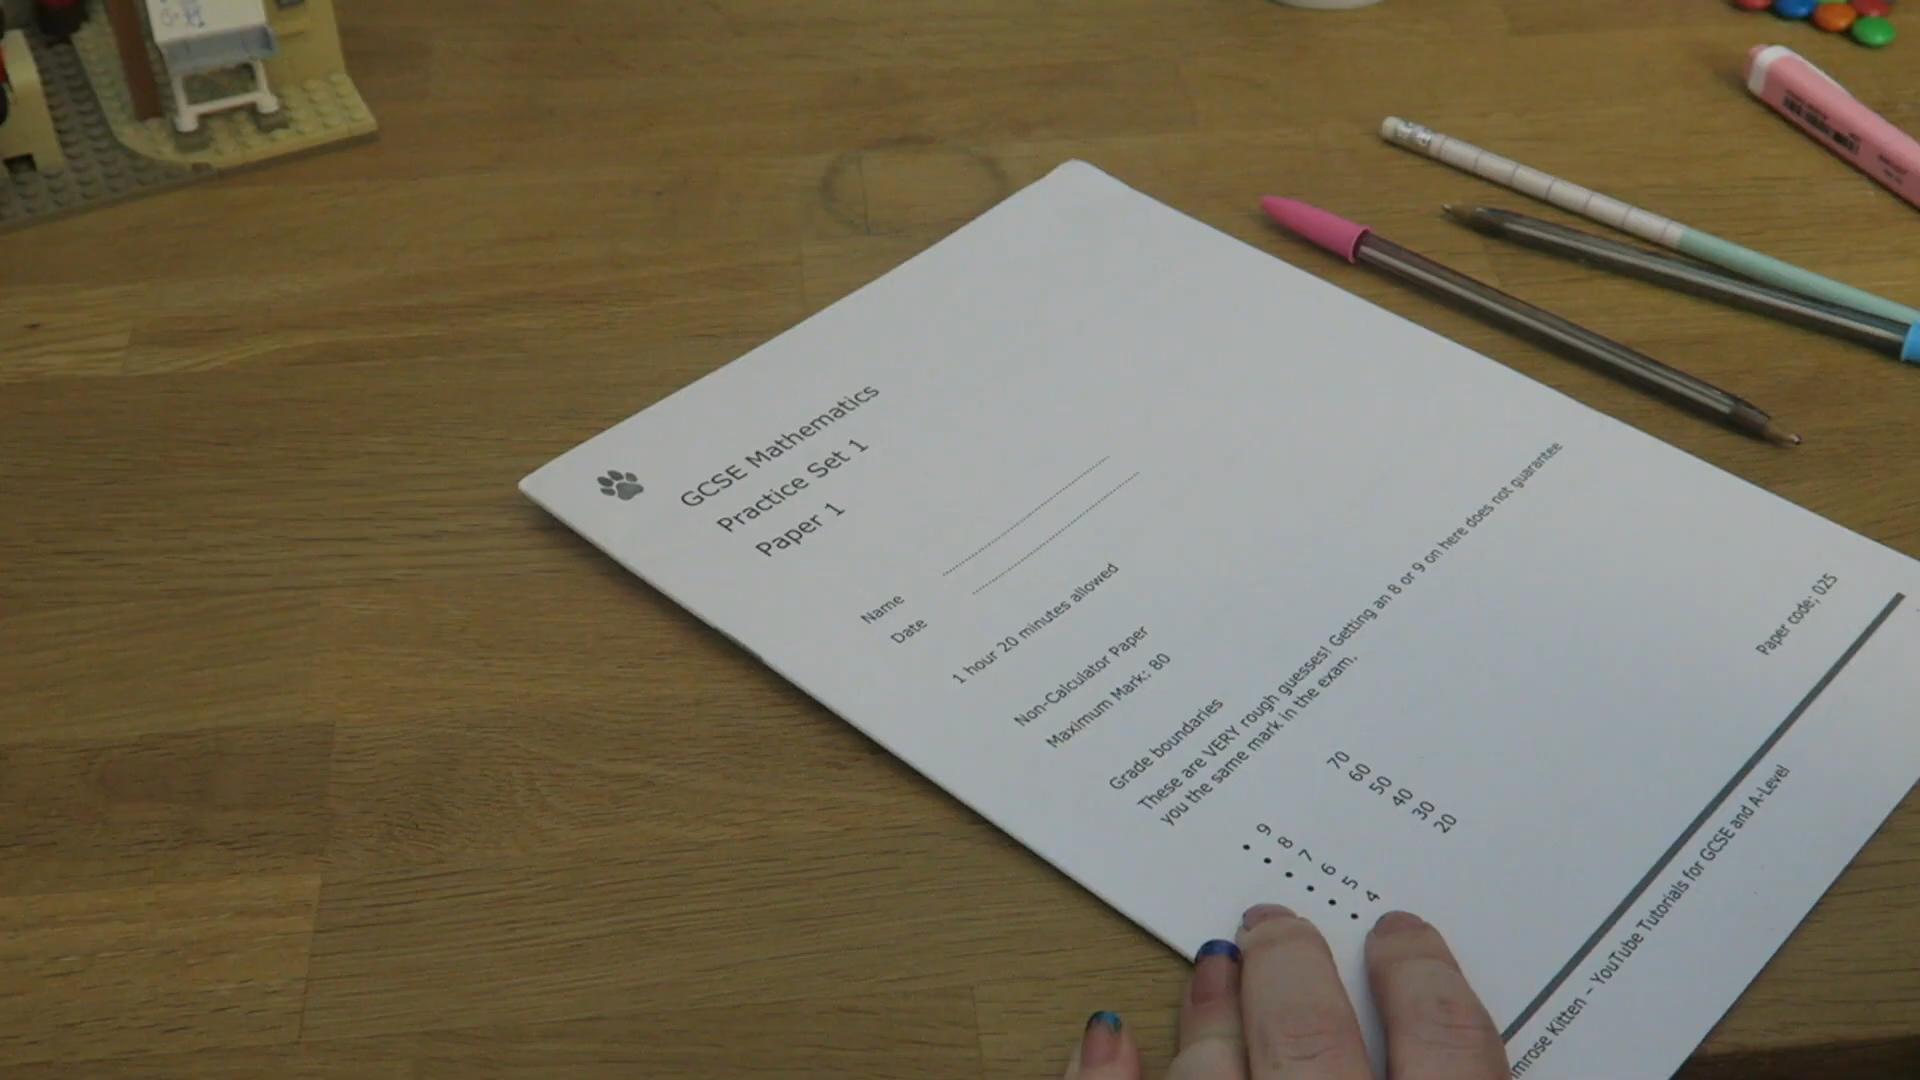 GCSE Mathematics
Practice Set 1
Paper 1
Name
Date
1 hour 20 minutes allowed
Non-Calculator Paper
Maximum Mark: 80
Grade boundaries
These are VERY rough guesses! Getting an 8 or 9 on here does not guarantee
you the same mark in the exam.
• 9 70
• 8 60
• 7 50
• 6 40
• 5 30
• 4 20
Paper code; 025
Kitten – YouTube Tutorials for GCSE and A-Level